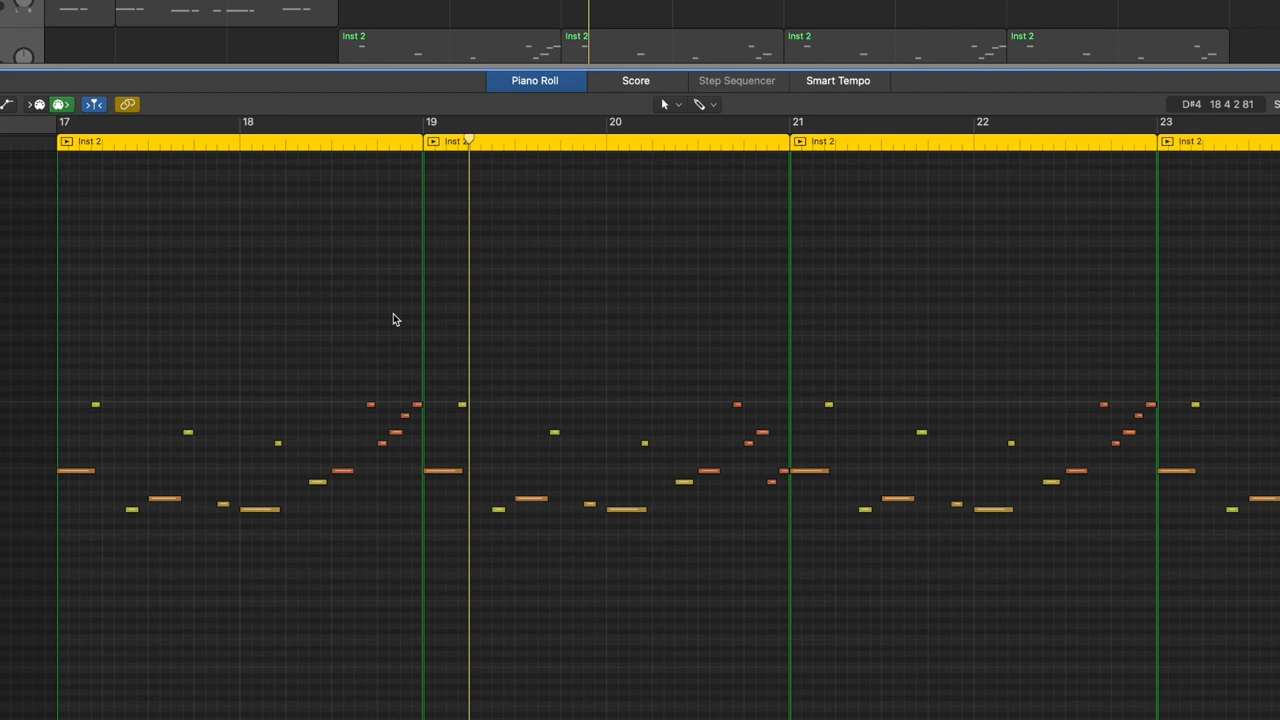 Inst 2 Inst 2 Inst 2 Inst 2
Piano Roll Score Step Sequencer Smart Tempo
D#4 18 4 2 81 S
17 18 19 20 21 22 23
Inst 2 Inst 2 Inst 2 Inst 2